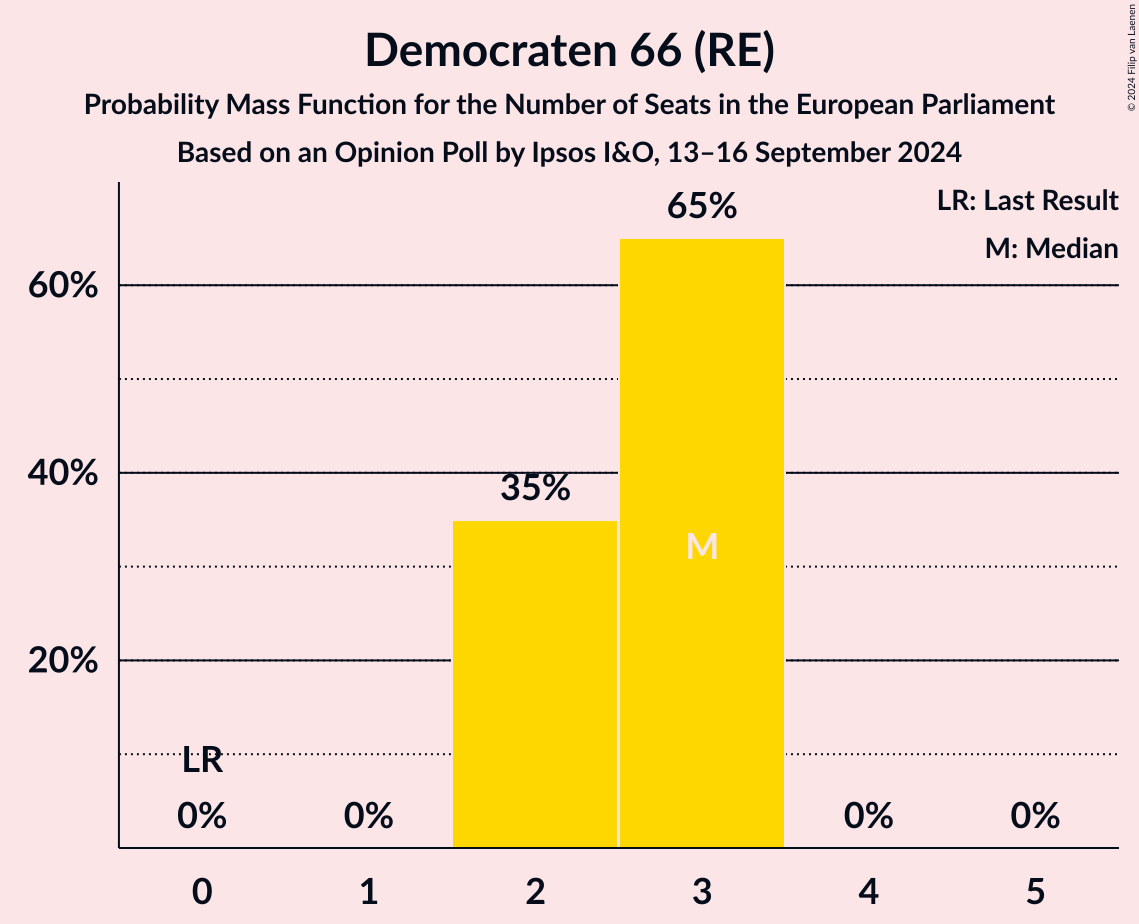 Democraten 66 (RE)
Probability Mass Function for the Number of Seats in the European Parliament
Based on an Opinion Poll by Ipsos I&O, 13–16 September 2024
© 2024 Filip van Laenen
LR: Last Result
M: Median
65%
60%
40%
35%
M
20%
LR
0% 0% 0% 0%
0 1 2 3 4 5